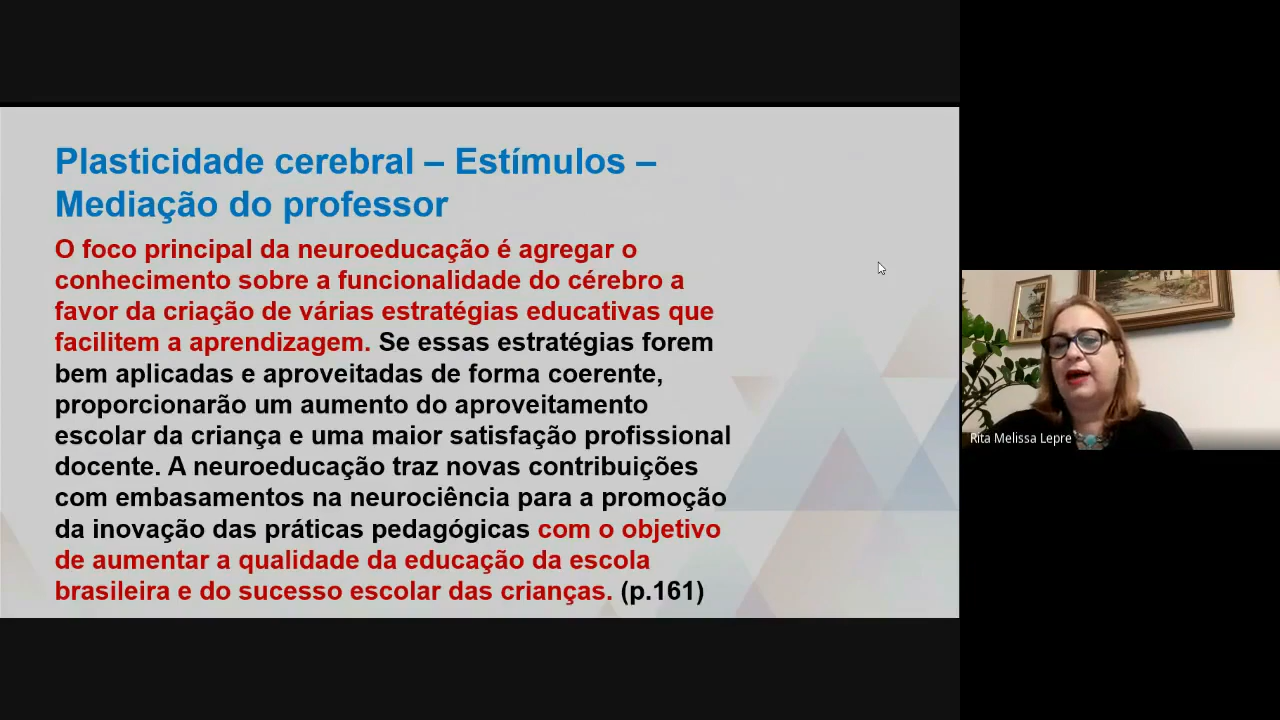 Plasticidade cerebral – Estímulos –
Mediação do professor
O foco principal da neuroeducação é agregar o
conhecimento sobre a funcionalidade do cérebro a
favor da criação de várias estratégias educativas que
facilitem a aprendizagem. Se essas estratégias forem
bem aplicadas e aproveitadas de forma coerente,
proporcionarão um aumento do aproveitamento
escolar da criança e uma maior satisfação profissional
docente. A neuroeducação traz novas contribuições
com embasamentos na neurociência para a promoção
da inovação das práticas pedagógicas com o objetivo
de aumentar a qualidade da educação da escola
brasileira e do sucesso escolar das crianças. (p.161)
Rita Melissa Lepre